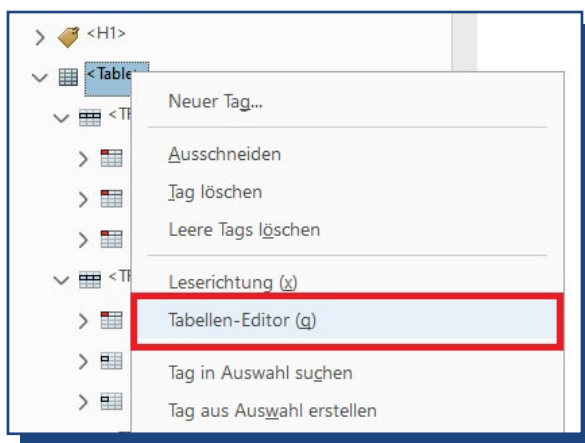 <H1>
<Table>
Neuer Tag...
<TR
Ausschneiden
Tag löschen
Leere Tags löschen
<TR
Leserichtung (x)
Tabellen-Editor (q)
Tag in Auswahl suchen
Tag aus Auswahl erstellen